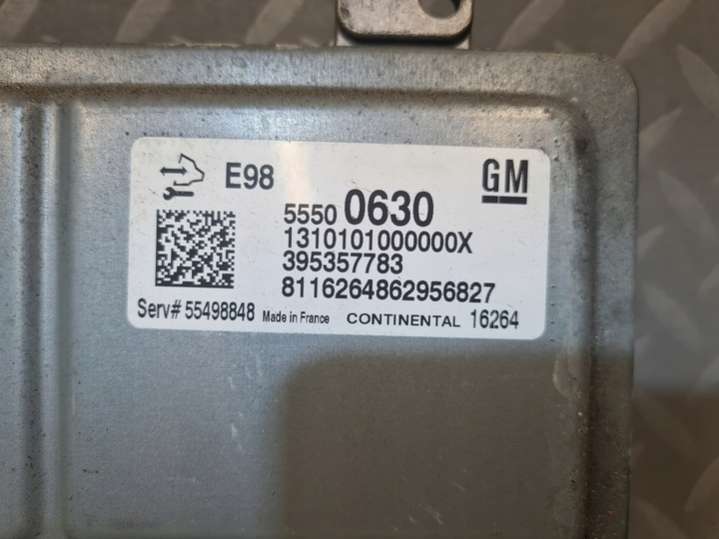 E98
GM
5550 0630
1310101000000X
395357783
8116264862956827
Serv# 55498848 Made in France CONTINENTAL 16264